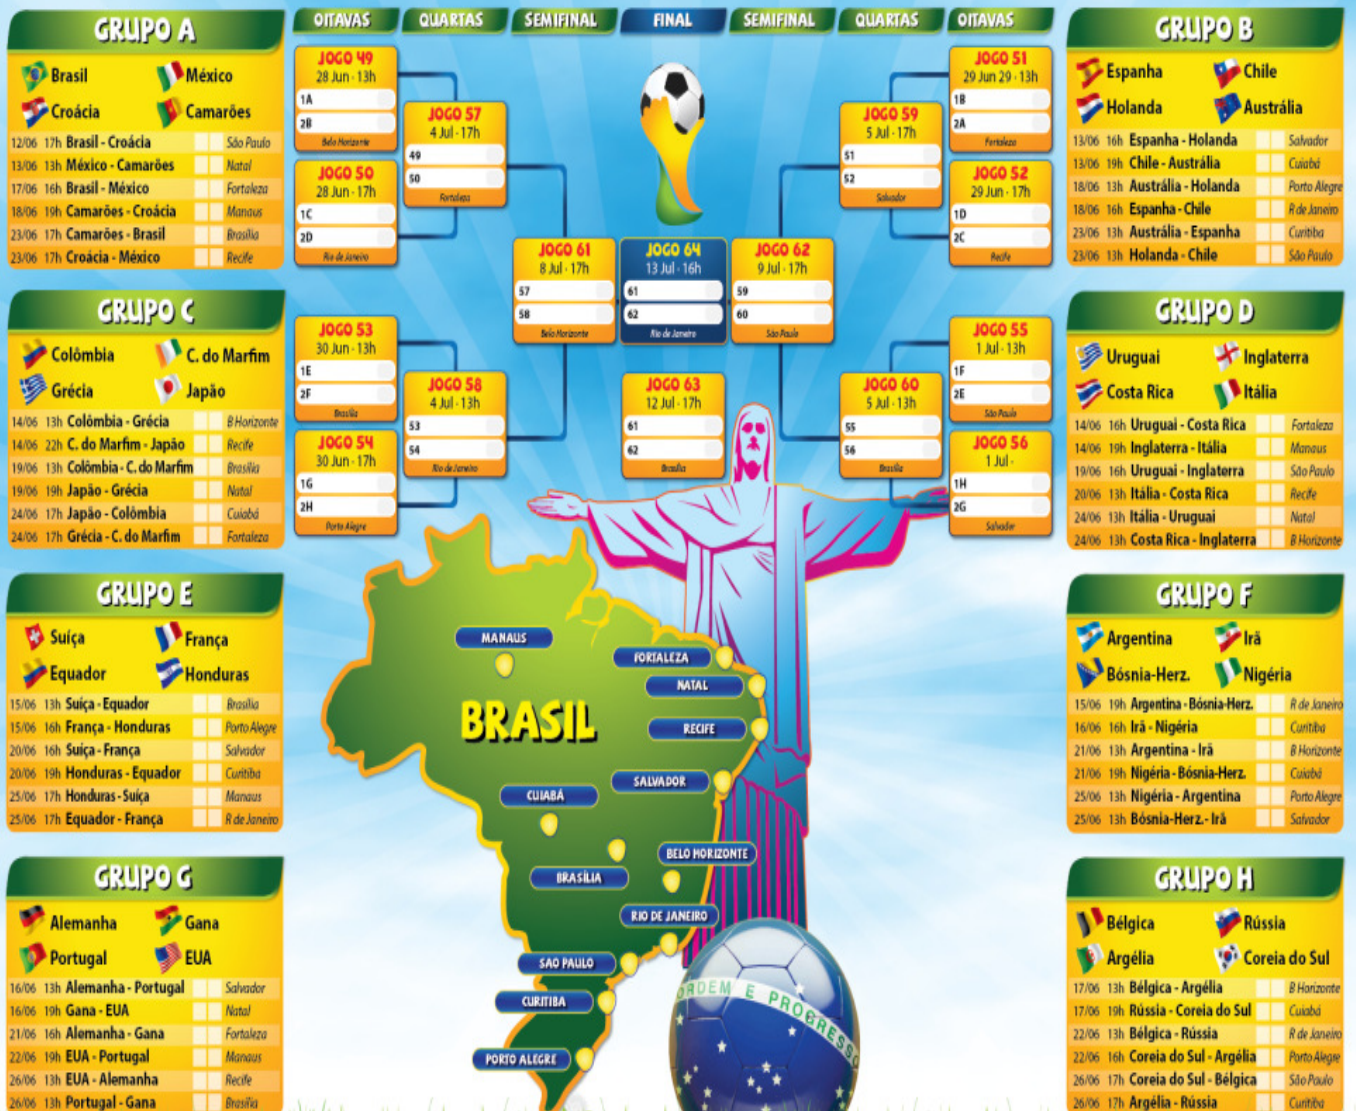 OITAVAS QUARTAS SEMIFINAL FINAL SEMIFINAL QUARTAS OITAVAS
GRUPO A
Brasil México
Croácia Camarões
12/06 17h Brasil - Croácia São Paulo
13/06 13h México - Camarões Natal
17/06 16h Brasil - México Fortaleza
18/06 19h Camarões - Croácia Manaus
23/06 17h Camarões - Brasil Brasília
23/06 17h Croácia - México Recife
GRUPO C
Colômbia C. do Marfim
Grécia Japão
14/06 13h Colômbia - Grécia B Horizonte
14/06 22h C. do Marfim - Japão Recife
19/06 13h Colômbia - C. do Marfim Brasília
19/06 19h Japão - Grécia Natal
24/06 17h Japão - Colômbia Cuiabá
24/06 17h Grécia - C. do Marfim Fortaleza
GRUPO E
Suíça França
Equador Honduras
15/06 13h Suíça - Equador Brasília
15/06 16h França - Honduras Porto Alegre
20/06 16h Suíça - França Salvador
20/06 19h Honduras - Equador Curitiba
25/06 17h Honduras - Suíça Manaus
25/06 17h Equador - França R de Janeiro
GRUPO G
Alemanha Gana
Portugal EUA
16/06 13h Alemanha - Portugal Salvador
16/06 19h Gana - EUA Natal
21/06 16h Alemanha - Gana Fortaleza
22/06 19h EUA - Portugal Manaus
26/06 13h EUA - Alemanha Recife
26/06 13h Portugal - Gana Brasília
JOGO 49
28 Jun - 13h
1A
2B
Belo Horizonte
JOGO 50
28 Jun - 17h
1C
2D
Rio de Janeiro
JOGO 53
30 Jun - 13h
1E
2F
Brasília
JOGO 54
30 Jun - 17h
1G
2H
Porto Alegre
JOGO 57
4 Jul - 17h
49
50
Fortaleza
JOGO 58
4 Jul - 13h
53
54
Rio de Janeiro
JOGO 61
8 Jul - 17h
57
58
Belo Horizonte
JOGO 64
13 Jul - 16h
61
62
Rio de Janeiro
JOGO 63
12 Jul - 17h
61
62
Brasília
JOGO 62
9 Jul - 17h
59
60
São Paulo
JOGO 59
5 Jul - 17h
51
52
Salvador
JOGO 60
5 Jul - 13h
55
56
Brasília
JOGO 51
29 Jun 29 - 13h
1B
2A
Fortaleza
JOGO 52
29 Jun - 17h
1D
2C
Recife
JOGO 55
1 Jul - 13h
1F
2E
São Paulo
JOGO 56
1 Jul -
1H
2G
Salvador
GRUPO B
Espanha Chile
Holanda Austrália
13/06 16h Espanha - Holanda Salvador
13/06 19h Chile - Austrália Cuiabá
18/06 13h Austrália - Holanda Porto Alegre
18/06 16h Espanha - Chile R de Janeiro
23/06 13h Austrália - Espanha Curitiba
23/06 13h Holanda - Chile São Paulo
GRUPO D
Uruguai Inglaterra
Costa Rica Itália
14/06 16h Uruguai - Costa Rica Fortaleza
14/06 19h Inglaterra - Itália Manaus
19/06 16h Uruguai - Inglaterra São Paulo
20/06 13h Itália - Costa Rica Recife
24/06 13h Itália - Uruguai Natal
24/06 13h Costa Rica - Inglaterra B Horizonte
GRUPO F
Argentina Irã
Bósnia-Herz. Nigéria
15/06 19h Argentina - Bósnia-Herz. R de Janeiro
16/06 16h Irã - Nigéria Curitiba
21/06 13h Argentina - Irã B Horizonte
21/06 19h Nigéria - Bósnia-Herz. Cuiabá
25/06 13h Nigéria - Argentina Porto Alegre
25/06 13h Bósnia-Herz. - Irã Salvador
GRUPO H
Bélgica Rússia
Argélia Coreia do Sul
17/06 13h Bélgica - Argélia B Horizonte
17/06 19h Rússia - Coreia do Sul Cuiabá
22/06 13h Bélgica - Rússia R de Janeiro
22/06 16h Coreia do Sul - Argélia Porto Alegre
26/06 17h Coreia do Sul - Bélgica São Paulo
26/06 17h Argélia - Rússia Curitiba
MANAUS
FORTALEZA
NATAL
BRASIL
RECIFE
SALVADOR
CUIABÁ
BELO HORIZONTE
BRASÍLIA
RIO DE JANEIRO
SAO PAULO
CURITIBA
PORTO ALEGRE
ORDEM E PROGRESSO